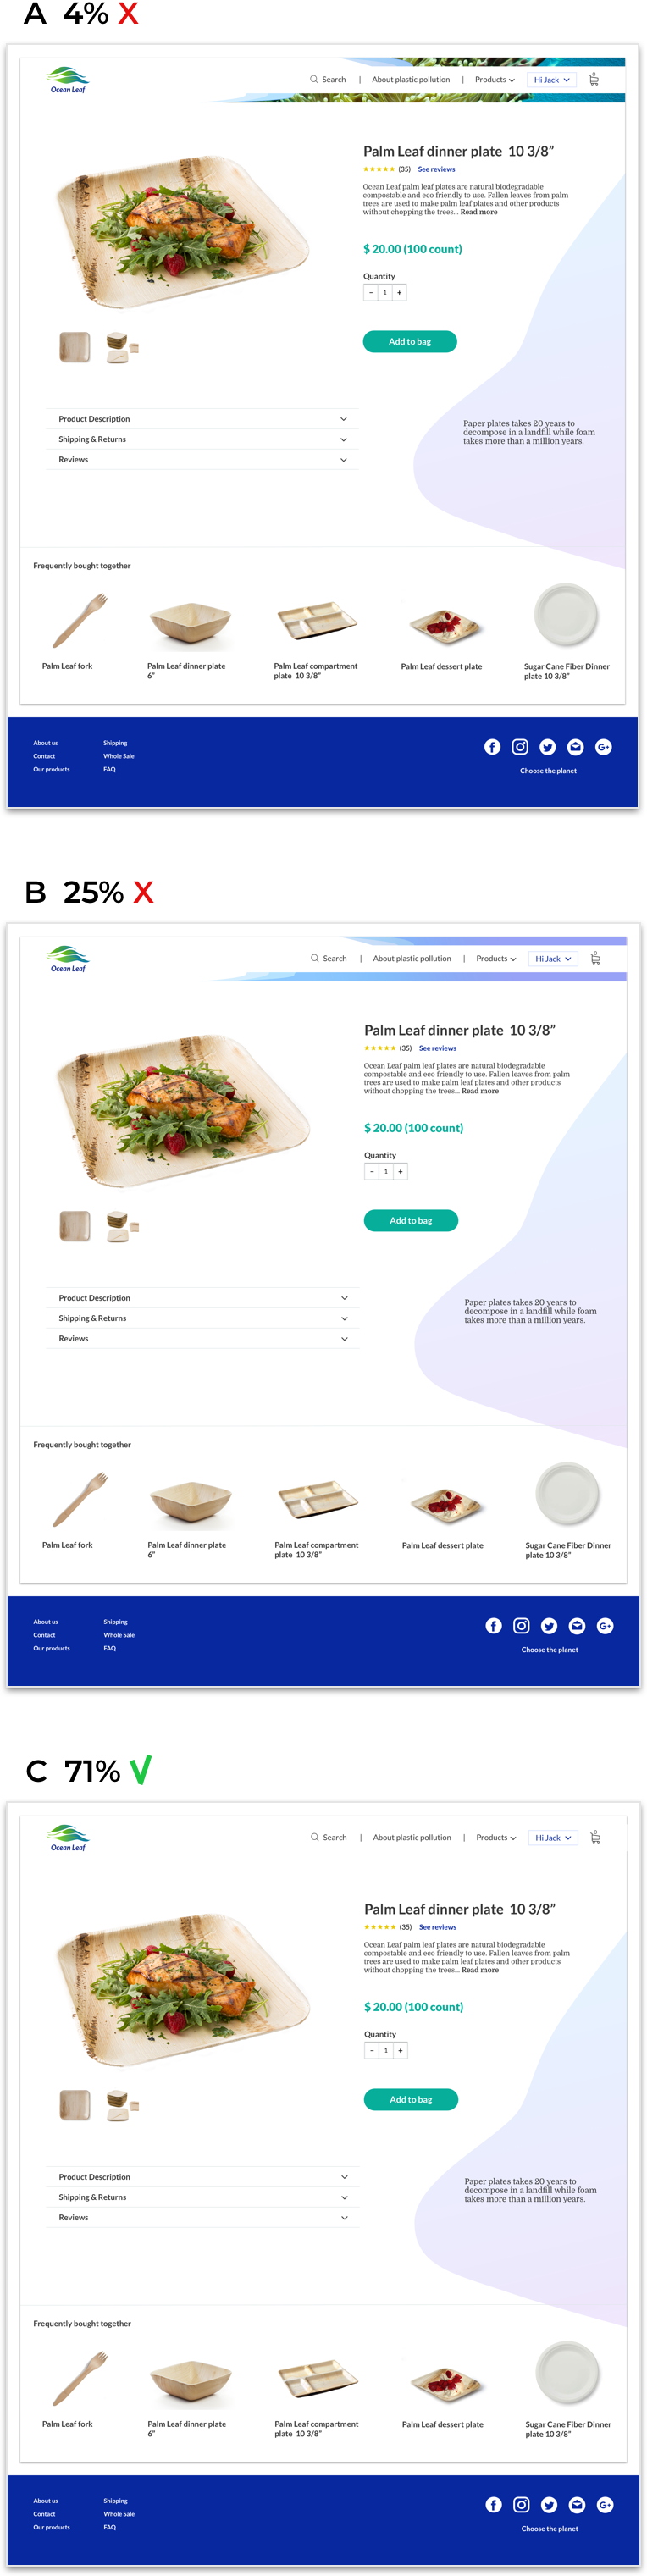 A 4% X
Ocean Leaf
Search | About plastic pollution | Products Hi Jack 0
Palm Leaf dinner plate 10 3/8”
(35) See reviews
Ocean Leaf palm leaf plates are natural biodegradable
compostable and eco friendly to use. Fallen leaves from palm
trees are used to make palm leaf plates and other products
without chopping the trees... Read more
$ 20.00 (100 count)
Quantity
- 1 +
Add to bag
Product Description
Shipping & Returns
Reviews
Paper plates takes 20 years to
decompose in a landfill while foam
takes more than a million years.
Frequently bought together
Palm Leaf fork
Palm Leaf dinner plate
6”
Palm Leaf compartment
plate 10 3/8”
Palm Leaf dessert plate
Sugar Cane Fiber Dinner
plate 10 3/8”
About us
Contact
Our products
Shipping
Whole Sale
FAQ
Choose the planet
B 25% X
Ocean Leaf
Search | About plastic pollution | Products Hi Jack 0
Palm Leaf dinner plate 10 3/8”
(35) See reviews
Ocean Leaf palm leaf plates are natural biodegradable
compostable and eco friendly to use. Fallen leaves from palm
trees are used to make palm leaf plates and other products
without chopping the trees... Read more
$ 20.00 (100 count)
Quantity
- 1 +
Add to bag
Product Description
Shipping & Returns
Reviews
Paper plates takes 20 years to
decompose in a landfill while foam
takes more than a million years.
Frequently bought together
Palm Leaf fork
Palm Leaf dinner plate
6”
Palm Leaf compartment
plate 10 3/8”
Palm Leaf dessert plate
Sugar Cane Fiber Dinner
plate 10 3/8”
About us
Contact
Our products
Shipping
Whole Sale
FAQ
Choose the planet
C 71% √
Ocean Leaf
Search | About plastic pollution | Products Hi Jack 0
Palm Leaf dinner plate 10 3/8”
(35) See reviews
Ocean Leaf palm leaf plates are natural biodegradable
compostable and eco friendly to use. Fallen leaves from palm
trees are used to make palm leaf plates and other products
without chopping the trees... Read more
$ 20.00 (100 count)
Quantity
- 1 +
Add to bag
Product Description
Shipping & Returns
Reviews
Paper plates takes 20 years to
decompose in a landfill while foam
takes more than a million years.
Frequently bought together
Palm Leaf fork
Palm Leaf dinner plate
6”
Palm Leaf compartment
plate 10 3/8”
Palm Leaf dessert plate
Sugar Cane Fiber Dinner
plate 10 3/8”
About us
Contact
Our products
Shipping
Whole Sale
FAQ
Choose the planet